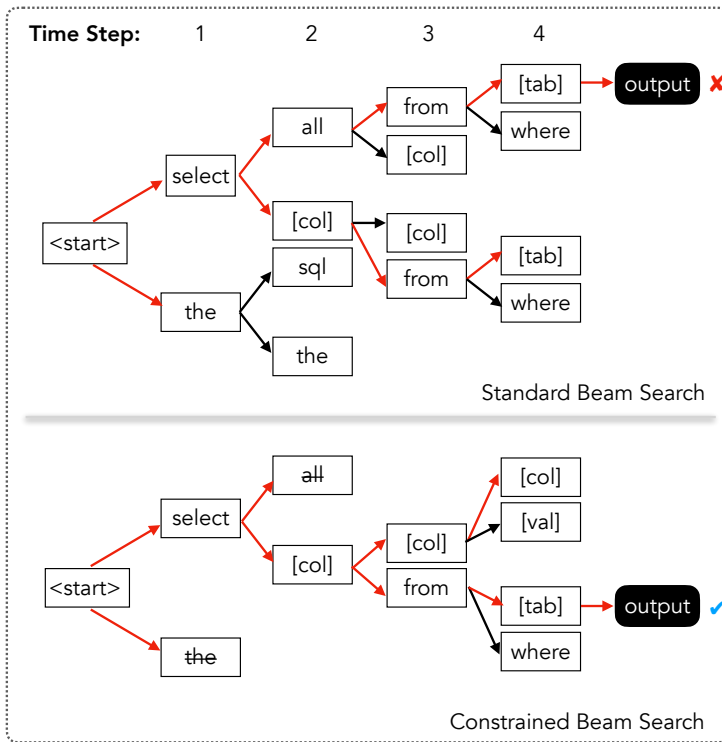 Time Step: 1 2 3 4
[tab] output ✘
from
all where
[col]
select
[col] [col]
<start> [tab]
sql from
the where
the
Standard Beam Search
all [col]
select [val]
[col]
[col]
<start> from [tab] output ✓
the where
Constrained Beam Search